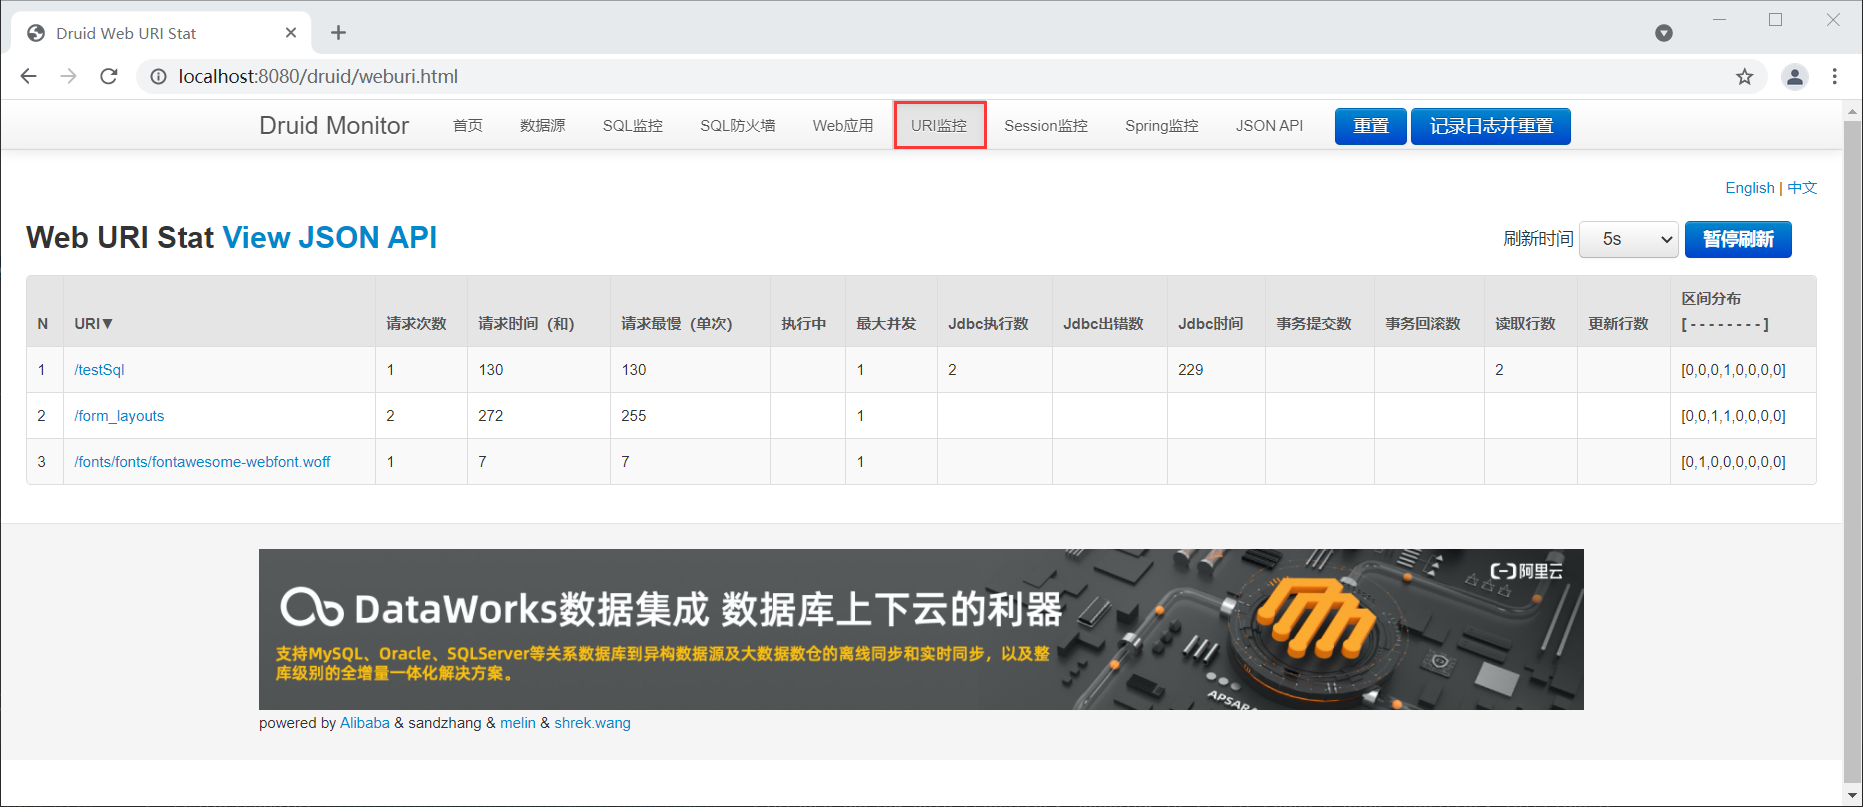 Druid Web URI Stat
localhost:8080/druid/weburi.html
Druid Monitor 首页 数据源 SQL监控 SQL防火墙 Web应用 URI监控 Session监控 Spring监控 JSON API 重置 记录日志并重置
English | 中文
Web URI Stat View JSON API 刷新时间 5s 暂停刷新
N URI▼ 请求次数 请求时间（和） 请求最慢（单次） 执行中 最大并发 Jdbc执行数 Jdbc出错数 Jdbc时间 事务提交数 事务回滚数 读取行数 更新行数 区间分布
[ - - - - - - - - ]
1 /testSql 1 130 130 1 2 229 2 [0,0,0,1,0,0,0,0]
2 /form_layouts 2 272 255 1 [0,0,1,1,0,0,0,0]
3 /fonts/fonts/fontawesome-webfont.woff 1 7 7 1 [0,1,0,0,0,0,0,0]
阿里云
DataWorks数据集成 数据库上下云的利器
支持MySQL、Oracle、SQLServer等关系数据库到异构数据源及大数据数仓的离线同步和实时同步，以及整
库级别的全增量一体化解决方案。
powered by Alibaba & sandzhang & melin & shrek.wang